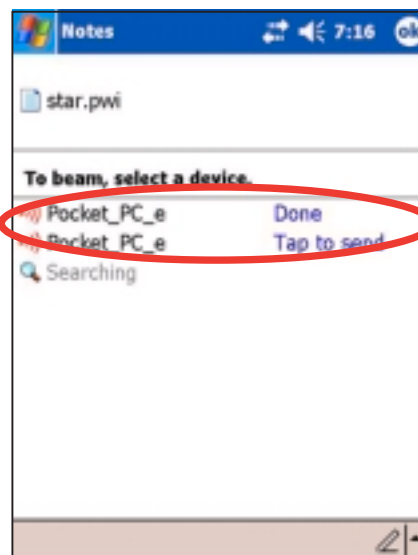 Notes 7:16 ok
star.pwi
To beam, select a device.
Pocket_PC_e Done
Pocket_PC_e Tap to send
Searching